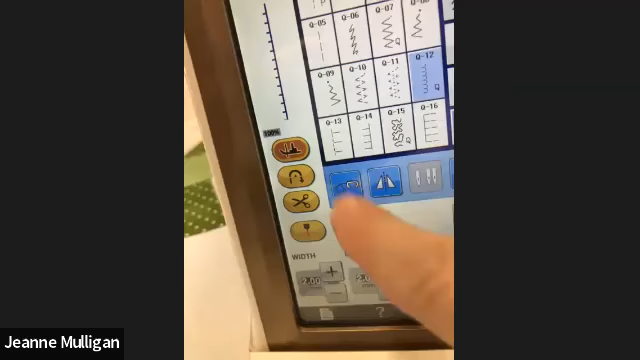 Q-05
Q-06
Q-07
Q-09
Q-10
Q-11
Q-12
Q
Q-13
Q-14
Q-15
Q-16
100%
WIDTH
2.00
+
-
?
Jeanne Mulligan